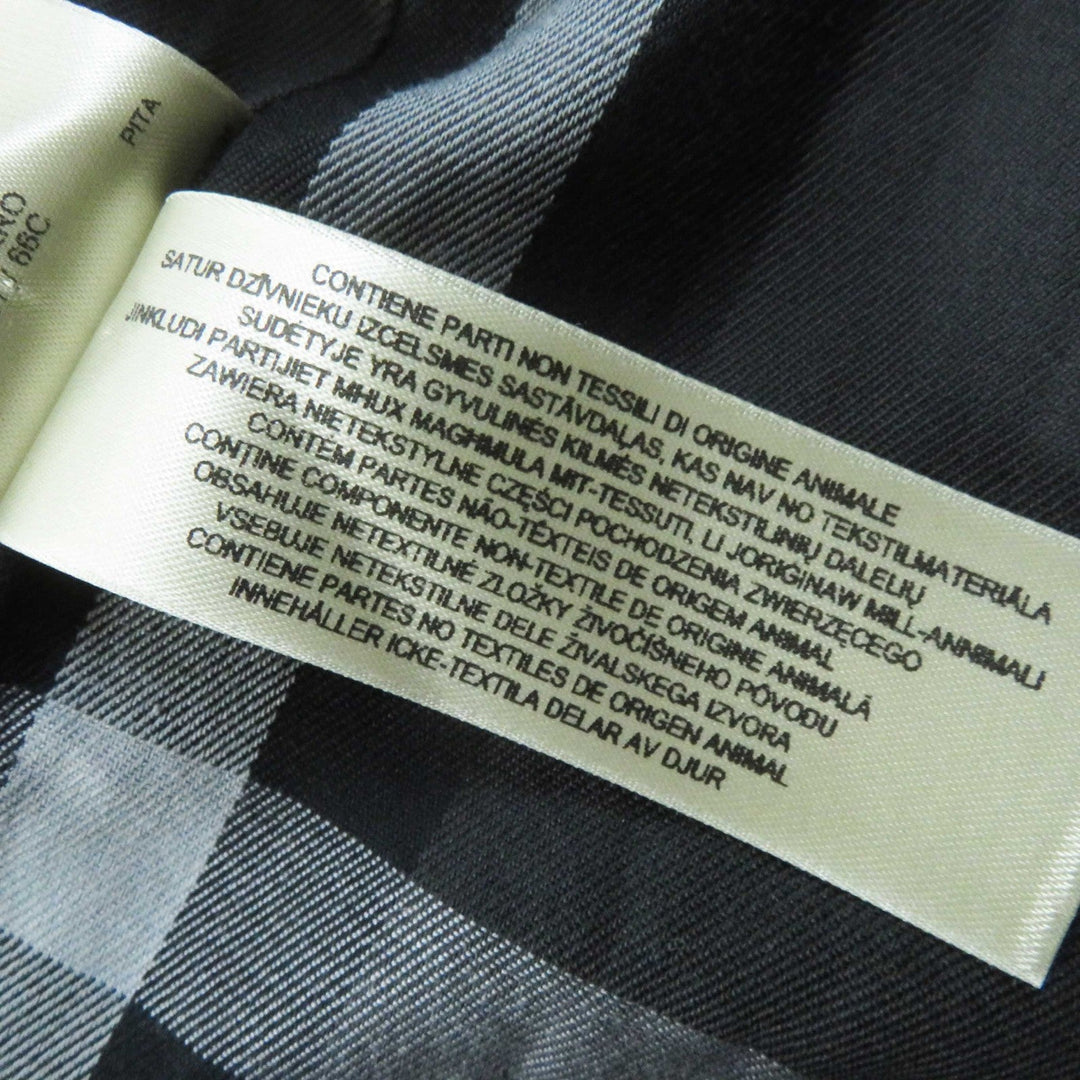 PITA
66C
CONTIENE PARTI NON TESSILI DI ORIGINE ANIMALE
SATUR DZĪVNIEKU IZCELSMES SASTĀVDAĻAS, KAS NAV NO TEKSTILMATERIĀLA
SUDĖTYJE YRA GYVULINĖS KILMĖS NETEKSTILINIŲ DALELIŲ
JINKLUDI PARTIJIET MHUX MAGHMULA MIT-TESSUTI, LI JORIĠINAW MILL-ANNIMALI
ZAWIERA NIETEKSTYLNE CZĘŚCI POCHODZENIA ZWIERZĘCEGO
CONTÉM PARTES NÃO-TÊXTEIS DE ORIGEM ANIMAL
CONȚINE COMPONENTE NON-TEXTILE DE ORIGINE ANIMALĂ
OBSAHUJE NETEXTILNÉ ZLOŽKY ŽIVOČÍŠNEHO PÔVODU
VSEBUJE NETEKSTILNE DELE ŽIVALSKEGA IZVORA
CONTIENE PARTES NO TEXTILES DE ORIGEN ANIMAL
INNEHÅLLER ICKE-TEXTILA DELAR AV DJUR